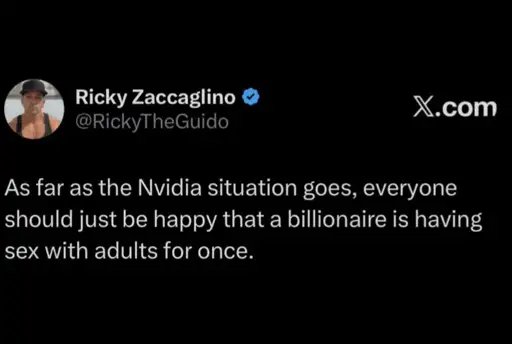 Ricky Zaccaglino
@RickyTheGuido
X.com
As far as the Nvidia situation goes, everyone
should just be happy that a billionaire is having
sex with adults for once.